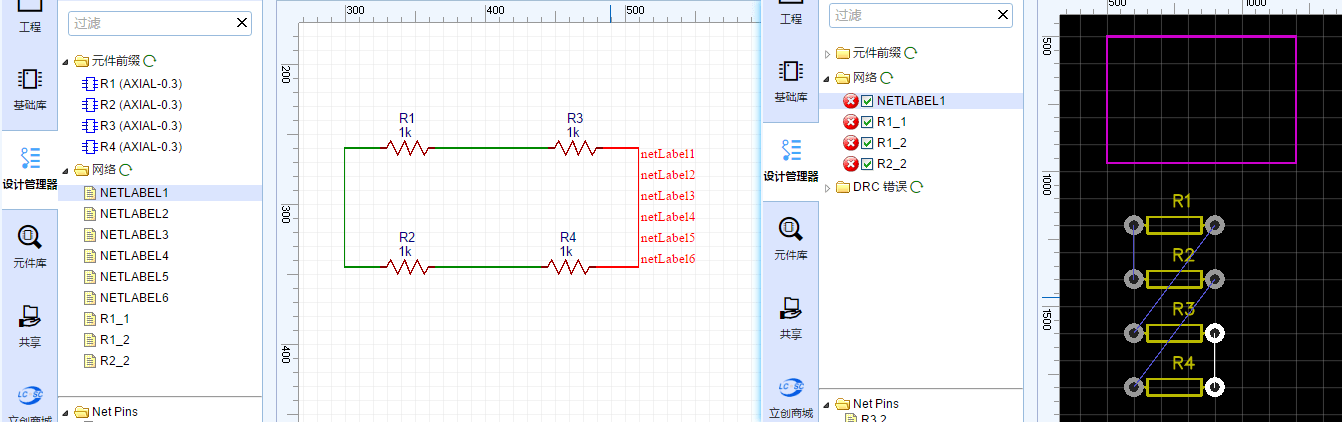 工程
基础库
设计管理器
元件库
共享
LC SC
立创商城
过滤
元件前缀
R1 (AXIAL-0.3)
R2 (AXIAL-0.3)
R3 (AXIAL-0.3)
R4 (AXIAL-0.3)
网络
NETLABEL1
NETLABEL2
NETLABEL3
NETLABEL4
NETLABEL5
NETLABEL6
R1_1
R1_2
R2_2
Net Pins
300
400
500
200
300
400
R1
1k
R3
1k
netLabel1
netLabel2
netLabel3
netLabel4
netLabel5
netLabel6
R2
1k
R4
1k
工程
基础库
设计管理器
元件库
共享
LC SC
立创商城
过滤
元件前缀
网络
NETLABEL1
R1_1
R1_2
R2_2
DRC 错误
Net Pins
R3 2
500
1000
500
1000
1500
R1
R2
R3
R4